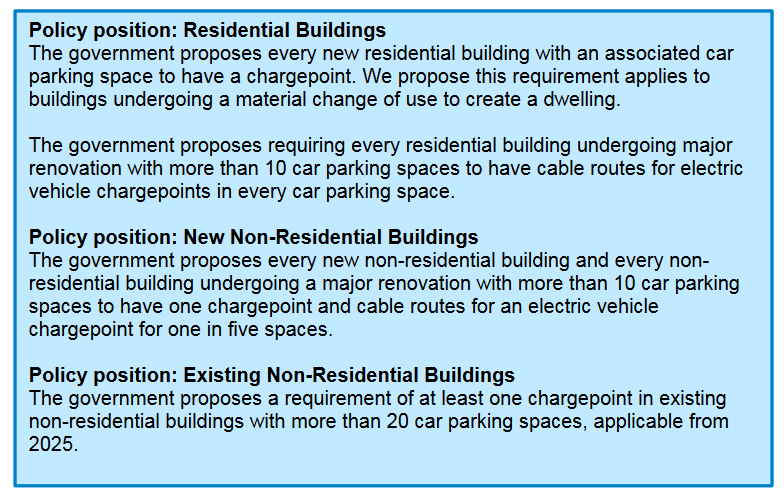 Policy position: Residential Buildings
The government proposes every new residential building with an associated car
parking space to have a chargepoint. We propose this requirement applies to
buildings undergoing a material change of use to create a dwelling.
The government proposes requiring every residential building undergoing major
renovation with more than 10 car parking spaces to have cable routes for electric
vehicle chargepoints in every car parking space.
Policy position: New Non-Residential Buildings
The government proposes every new non-residential building and every non-
residential building undergoing a major renovation with more than 10 car parking
spaces to have one chargepoint and cable routes for an electric vehicle
chargepoint for one in five spaces.
Policy position: Existing Non-Residential Buildings
The government proposes a requirement of at least one chargepoint in existing
non-residential buildings with more than 20 car parking spaces, applicable from
2025.